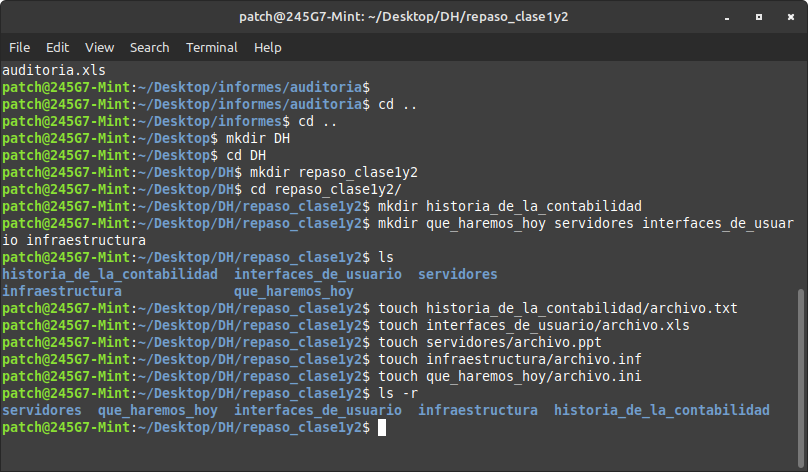 patch@245G7-Mint: ~/Desktop/DH/repaso_clase1y2
File Edit View Search Terminal Help
auditoria.xls
patch@245G7-Mint:~/Desktop/informes/auditoria$
patch@245G7-Mint:~/Desktop/informes/auditoria$ cd ..
patch@245G7-Mint:~/Desktop/informes$ cd ..
patch@245G7-Mint:~/Desktop$ mkdir DH
patch@245G7-Mint:~/Desktop$ cd DH
patch@245G7-Mint:~/Desktop/DH$ mkdir repaso_clase1y2
patch@245G7-Mint:~/Desktop/DH$ cd repaso_clase1y2/
patch@245G7-Mint:~/Desktop/DH/repaso_clase1y2$ mkdir historia_de_la_contabilidad
patch@245G7-Mint:~/Desktop/DH/repaso_clase1y2$ mkdir que_haremos_hoy servidores interfaces_de_usuar
io infraestructura
patch@245G7-Mint:~/Desktop/DH/repaso_clase1y2$ ls
historia_de_la_contabilidad  interfaces_de_usuario  servidores
infraestructura              que_haremos_hoy
patch@245G7-Mint:~/Desktop/DH/repaso_clase1y2$ touch historia_de_la_contabilidad/archivo.txt
patch@245G7-Mint:~/Desktop/DH/repaso_clase1y2$ touch interfaces_de_usuario/archivo.xls
patch@245G7-Mint:~/Desktop/DH/repaso_clase1y2$ touch servidores/archivo.ppt
patch@245G7-Mint:~/Desktop/DH/repaso_clase1y2$ touch infraestructura/archivo.inf
patch@245G7-Mint:~/Desktop/DH/repaso_clase1y2$ touch que_haremos_hoy/archivo.ini
patch@245G7-Mint:~/Desktop/DH/repaso_clase1y2$ ls -r
servidores  que_haremos_hoy  interfaces_de_usuario  infraestructura  historia_de_la_contabilidad
patch@245G7-Mint:~/Desktop/DH/repaso_clase1y2$